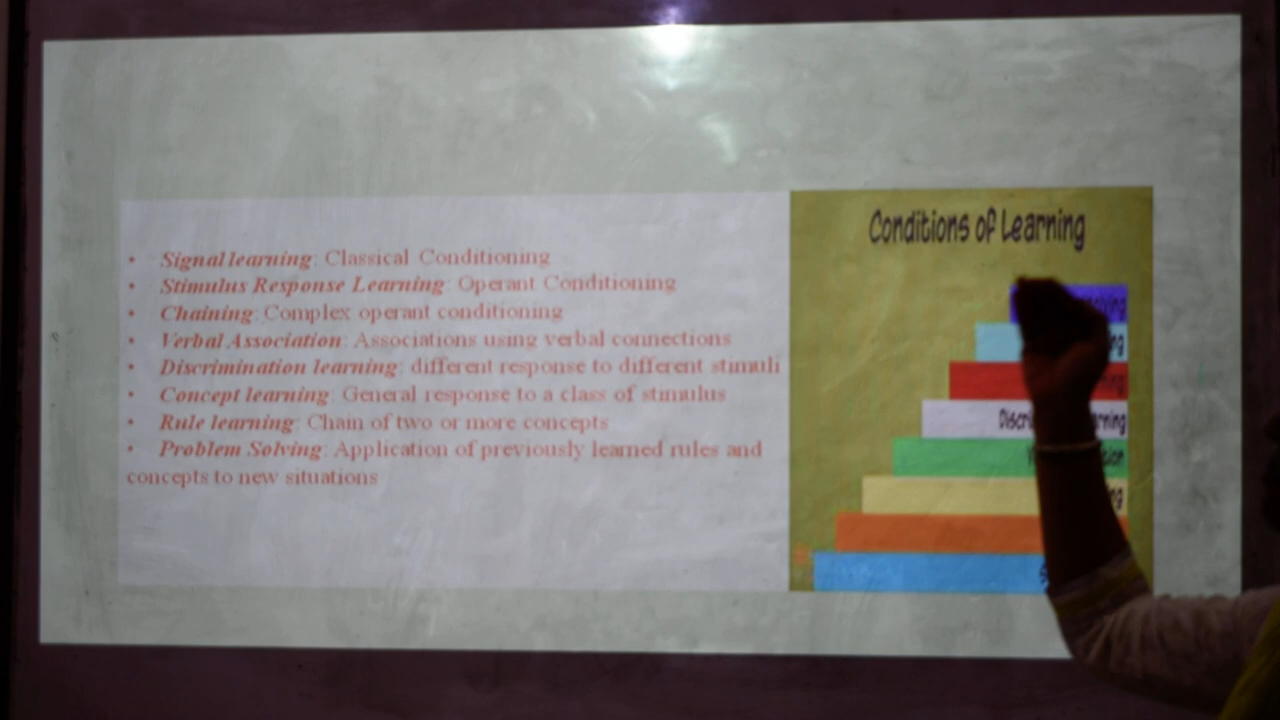 • Signal learning: Classical Conditioning
• Stimulus Response Learning: Operant Conditioning
• Chaining: Complex operant conditioning
• Verbal Association: Associations using verbal connections
• Discrimination learning: different response to different stimuli
• Concept learning: General response to a class of stimulus
• Rule learning: Chain of two or more concepts
• Problem Solving: Application of previously learned rules and
concepts to new situations
Conditions of Learning